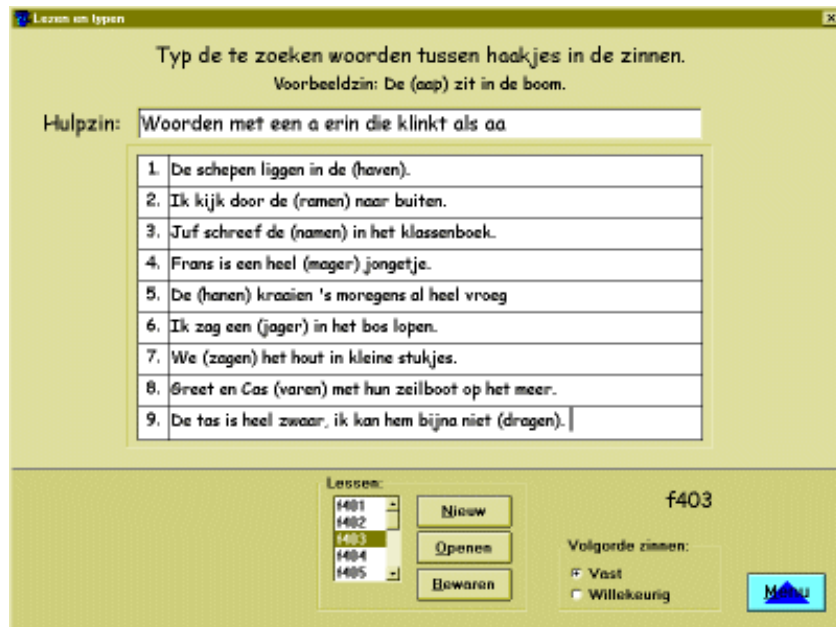 Lezen en typen
Typ de te zoeken woorden tussen haakjes in de zinnen.
Voorbeeldzin: De (aap) zit in de boom.
Hulpzin: Woorden met een a erin die klinkt als aa
1. De schepen liggen in de (haven).
2. Ik kijk door de (ramen) naar buiten.
3. Juf schreef de (namen) in het klassenboek.
4. Frans is een heel (mager) jongetje.
5. De (hanen) kraaien 's moregens al heel vroeg
6. Ik zag een (jager) in het bos lopen.
7. We (zagen) het hout in kleine stukjes.
8. Greet en Cas (varen) met hun zeilboot op het meer.
9. De tas is heel zwaar, ik kan hem bijna niet (dragen).
Lessen:
f401
f402
f403
f404
f405
Nieuw
Openen
Bewaren
f403
Volgorde zinnen:
Vast
Willekeurig
Menu